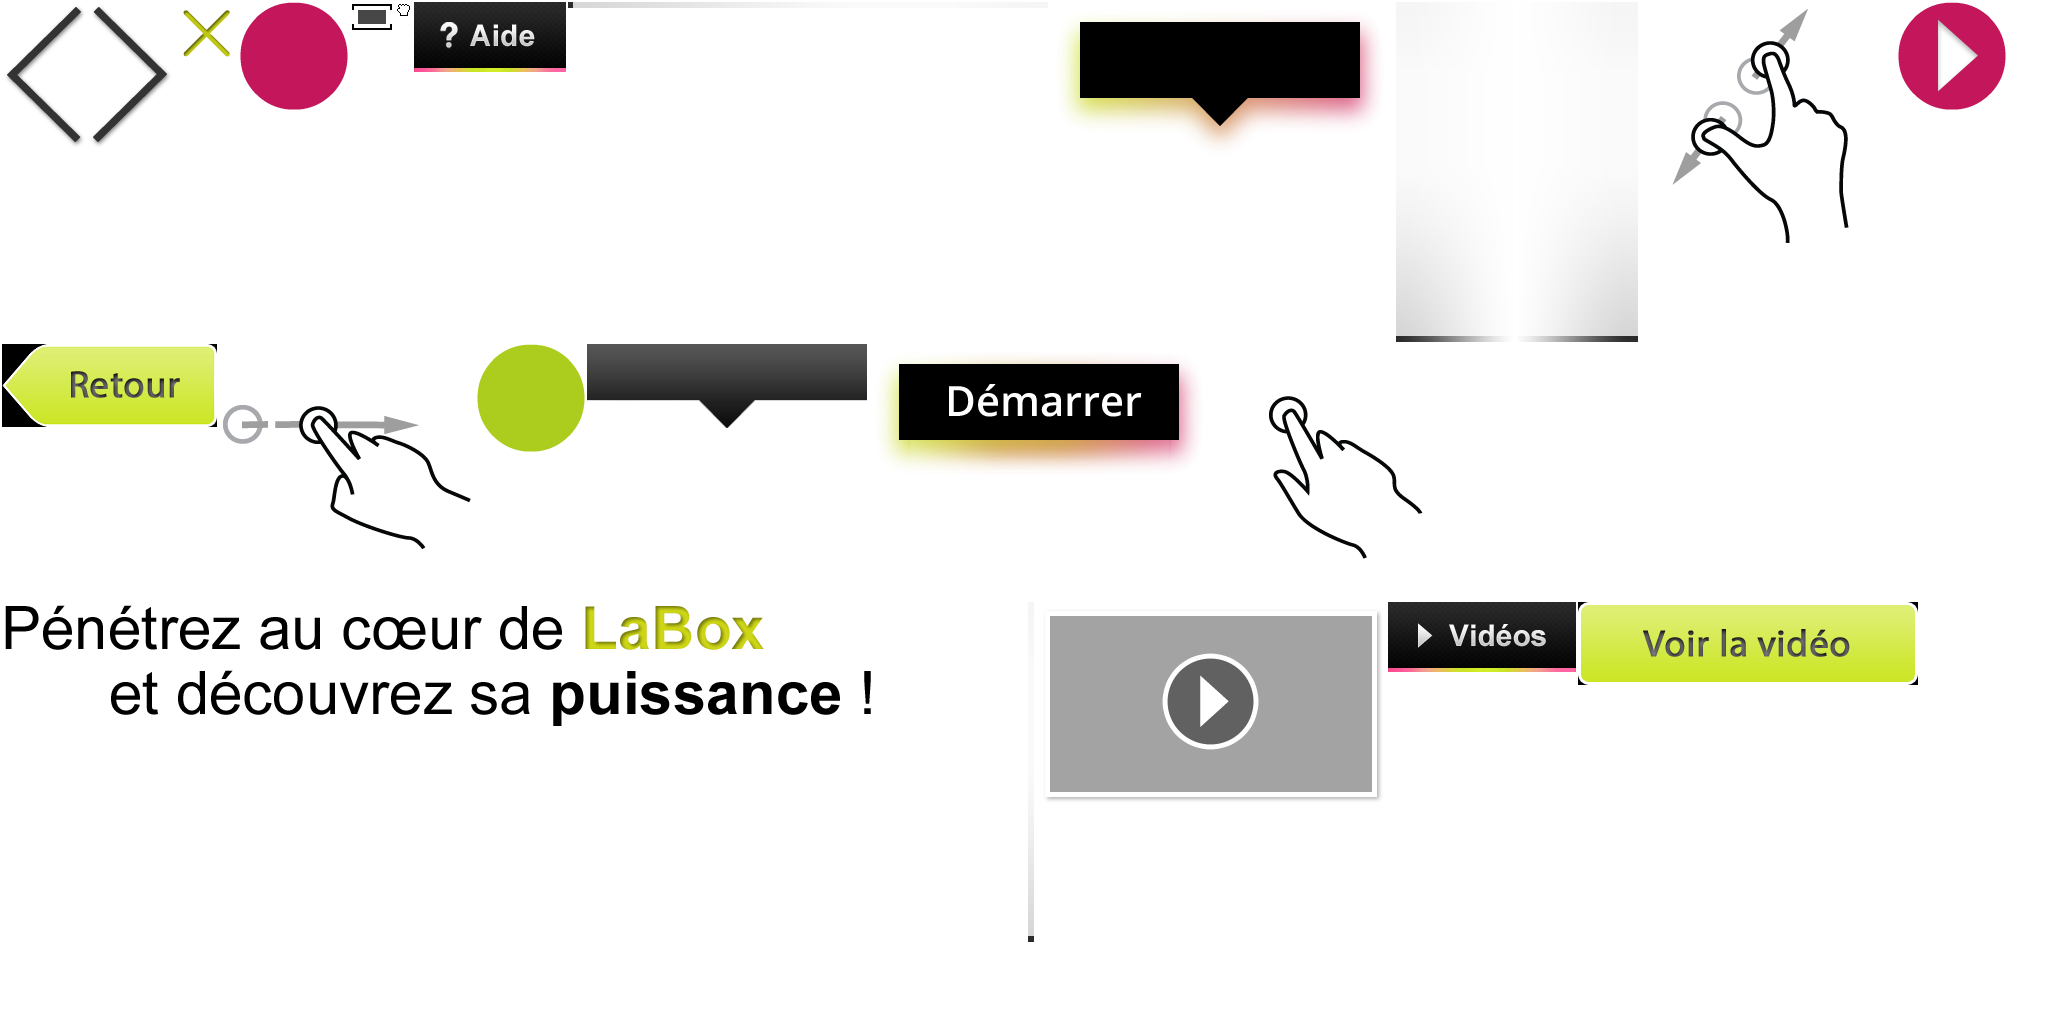 ? Aide
Retour
Démarrer
Pénétrez au cœur de LaBox
et découvrez sa puissance !
Vidéos
Voir la vidéo